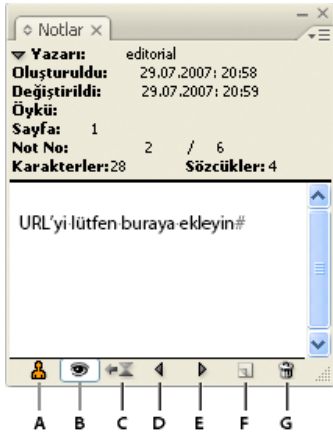 Notlar
Yazarı: editorial
Oluşturuldu: 29.07.2007: 20:58
Değiştirildi: 29.07.2007: 20:59
Öykü:
Sayfa: 1
Not No: 2 / 6
Karakterler:28 Sözcükler: 4
URL'yi lütfen buraya ekleyin#
A B C D E F G